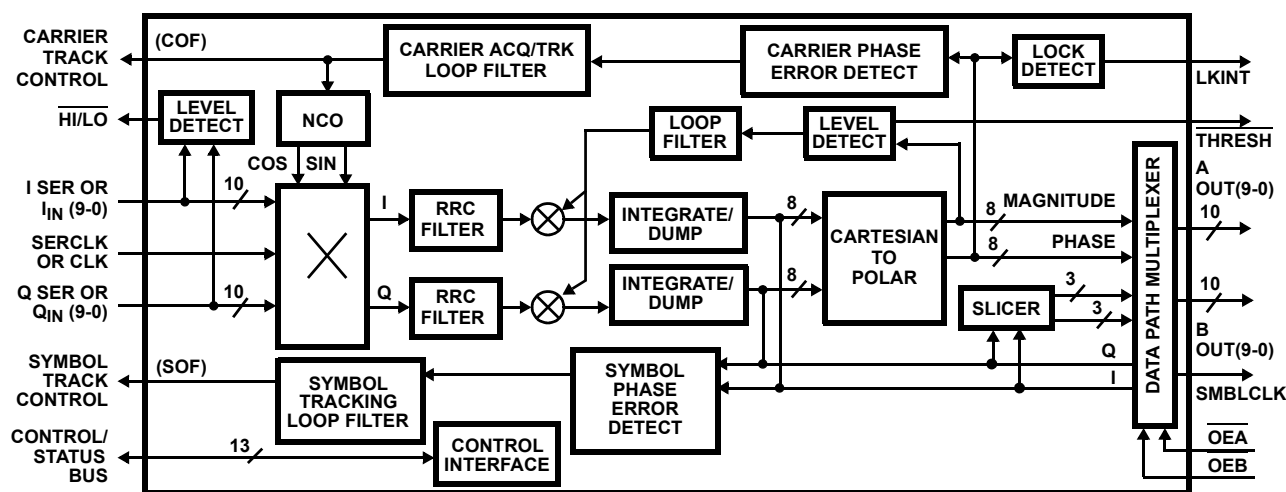 CARRIER
TRACK
CONTROL
(COF)
CARRIER ACQ/TRK
LOOP FILTER
CARRIER PHASE
ERROR DETECT
LOCK
DETECT
LKINT
HI/LO
LEVEL
DETECT
NCO
LOOP
FILTER
LEVEL
DETECT
THRESH
COS
SIN
I SER OR
IIN (9-0)
10
I
RRC
FILTER
INTEGRATE/
DUMP
8
CARTESIAN
TO
POLAR
MAGNITUDE
8
A
OUT(9-0)
10
SERCLK
OR CLK
PHASE
8
DATA PATH MULTIPLEXER
Q SER OR
QIN (9-0)
10
Q
RRC
FILTER
INTEGRATE/
DUMP
8
SLICER
3
3
10
B
OUT(9-0)
SYMBOL
TRACK
CONTROL
(SOF)
SYMBOL
TRACKING
LOOP FILTER
SYMBOL
PHASE
ERROR
DETECT
Q
I
SMBLCLK
CONTROL/
STATUS
BUS
13
CONTROL
INTERFACE
OEA
OEB